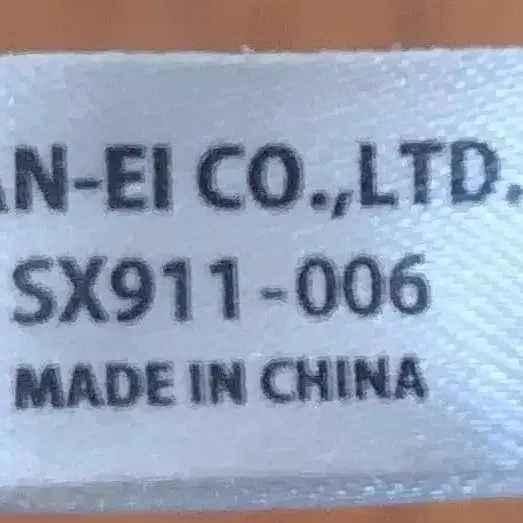 AN-EI CO.,LTD.
SX911-006
MADE IN CHINA